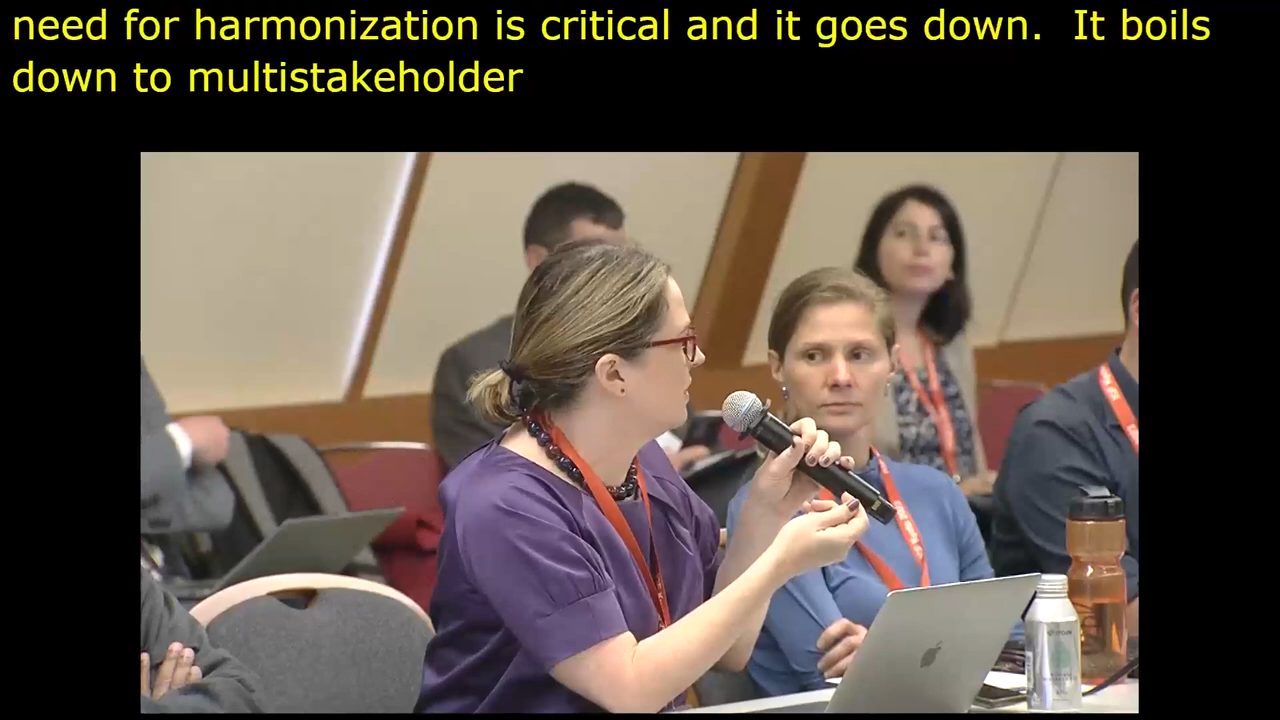 need for harmonization is critical and it goes down.  It boils
down to multistakeholder